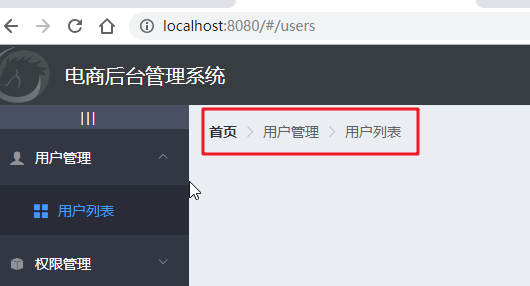 localhost:8080/#/users
电商后台管理系统
|||
首页 > 用户管理 > 用户列表
用户管理
用户列表
权限管理